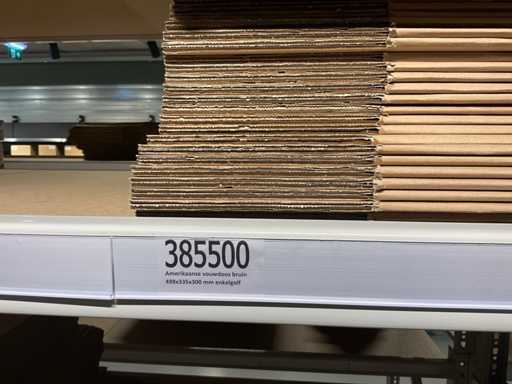 385500
Amerikaanse vouwdoos bruin
498x335x300 mm enkelgolf